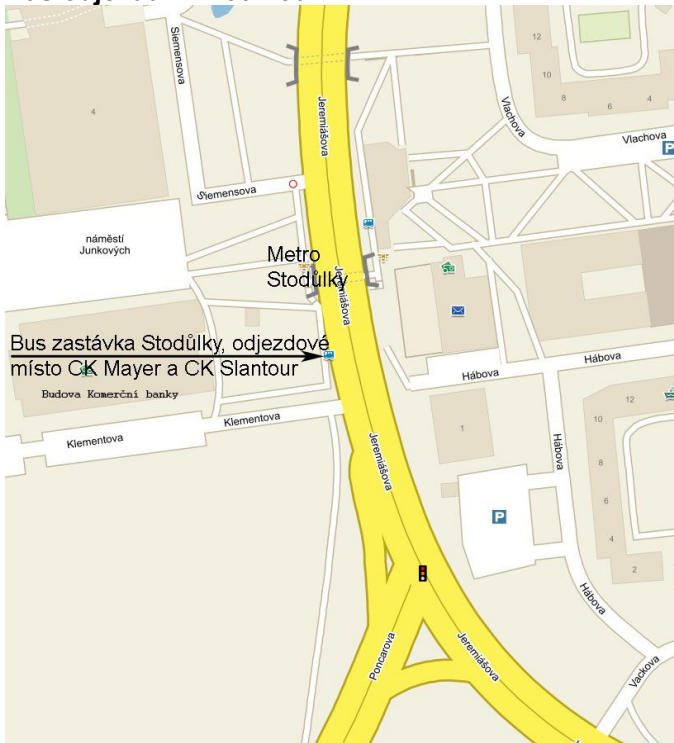 12
10
8
6
4
Siemensova
Jeremiášova
Vlachova
Vlachova
P
4
Siemensova
náměstí
Junkových
Metro
Stodůlky
Jeremiášova
Bus zastávka Stodůlky, odjezdové
místo CK Mayer a CK Slantour
Budova Komerční banky
Hábova
Hábova
Klementova
Klementova
Jeremiášova
1
Hábova
12
10
8
6
4
2
P
Poncarova
Jeremiášova
Hábova
Vackova